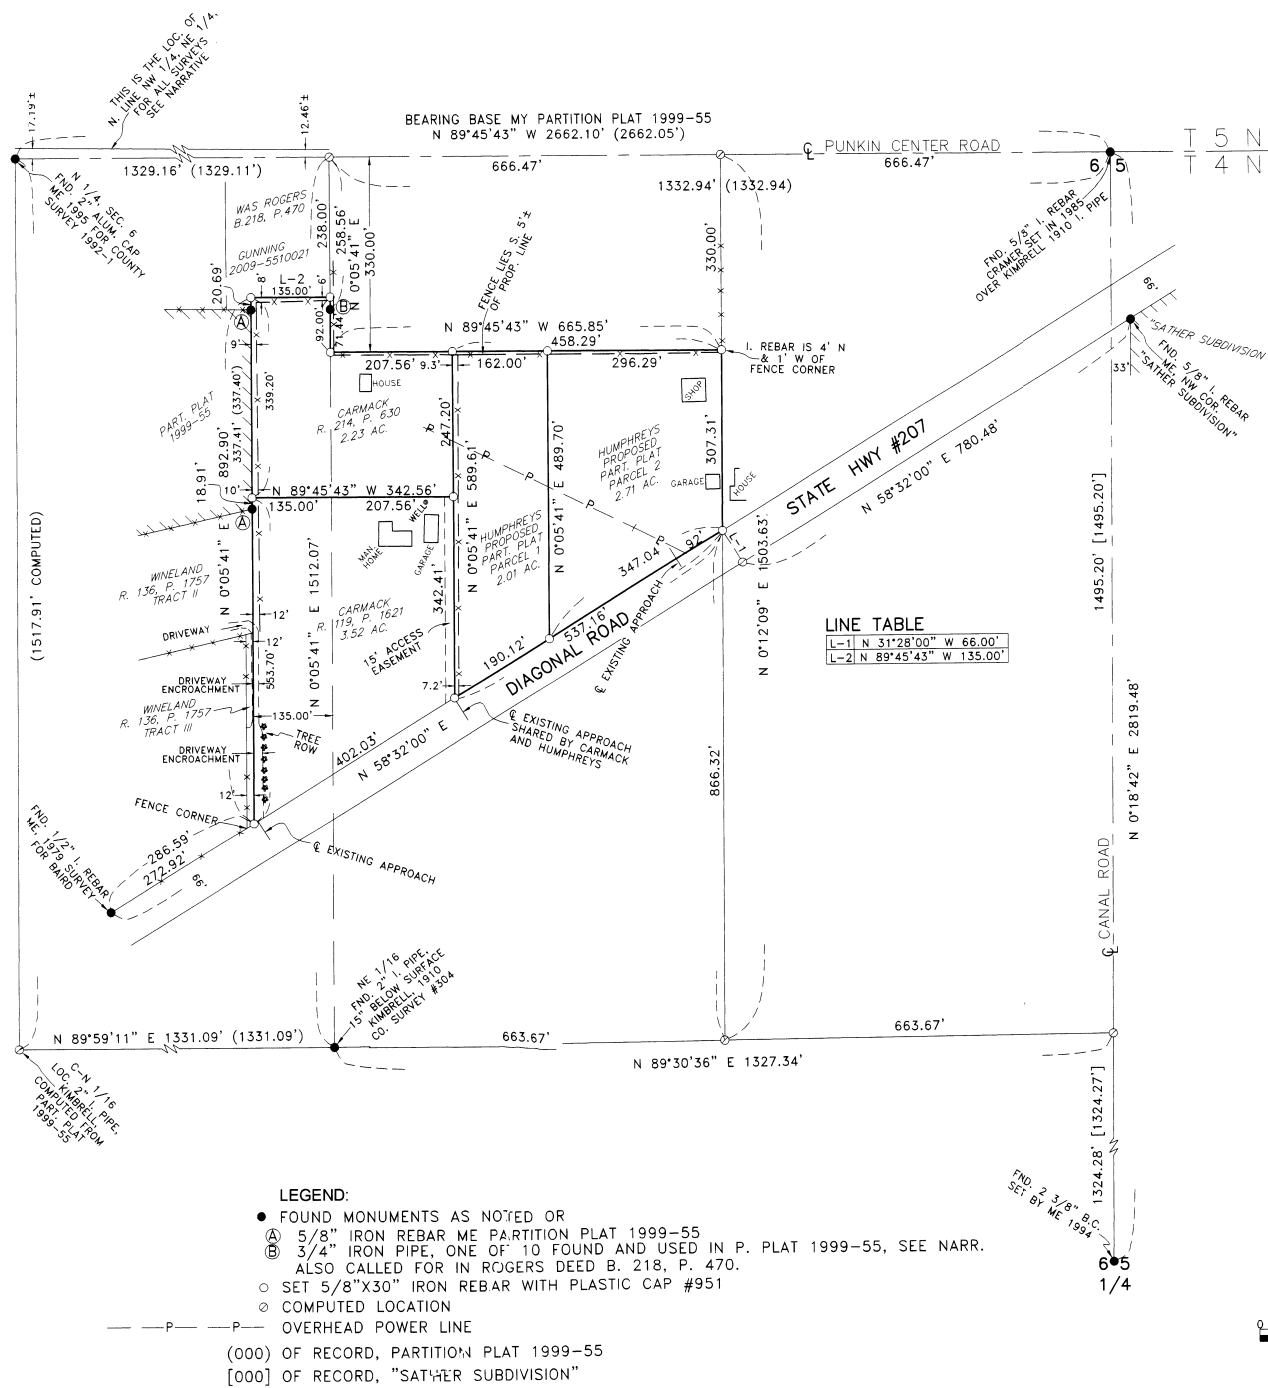 THIS IS THE LOC. OF
N. LINE NW 1/4, NE 1/4,
FOR ALL SURVEYS
SEE NARRATIVE
17.19'±
12.46'±
BEARING BASE MY PARTITION PLAT 1999-55
N 89°45'43" W 2662.10' (2662.05')
℄ PUNKIN CENTER ROAD
T 5 N
T 4 N
1329.16' (1329.11')
666.47'
666.47'
1332.94' (1332.94)
6 5
N 1/4, SEC. 6
FND. 2" ALUM. CAP
ME 1995 FOR COUNTY
SURVEY 1992-1
WAS ROGERS
B.218, P.470
GUNNING
2009-5510021
238.00'
258.56'
N 0°05'41" E
330.00'
FENCE LIES S. 5'±
OF PROP. LINE
330.00'
FND. 5/8" I. REBAR
CRAMER SET IN 1985
OVER KIMBRELL 1910 I. PIPE
66'
"SATHER SUBDIVISION
FND. 5/8" I. REBAR
ME, NW COR.
"SATHER SUBDIVISION"
33'
20.69'
8'
L-2
135.00'
6'
A
B
92.00'
71.44'
N 89°45'43" W 665.85'
458.29'
207.56'
9.3'
162.00'
296.29'
I. REBAR IS 4' N
& 1' W OF
FENCE CORNER
9'
HOUSE
SHOP
PART. PLAT
1999-55
892.90'
337.41' (337.40')
339.20'
CARMACK
R. 214, P. 630
2.23 AC.
247.20'
P
P
P
P
HUMPHREYS
PROPOSED
PART. PLAT
PARCEL 2
2.71 AC.
307.31'
GARAGE
HOUSE
STATE HWY #207
N 58°32'00" E 780.48'
18.91'
10'
N 89°45'43" W 342.56'
135.00'
207.56'
A
WELL
MAN.
HOME
GARAGE
N 0°05'41" E 589.61'
N 0°05'41" E 489.70'
HUMPHREYS
PROPOSED
PART. PLAT
PARCEL 1
2.01 AC.
347.04'
92'
L-1
N 0°12'09" E 1503.63'
1495.20' [1495.20']
(1517.91' COMPUTED)
N 0°05'41" E
N 0°05'41" E 1512.07'
WINELAND
R. 136, P. 1757
TRACT II
CARMACK
R. 119, P. 1621
3.52 AC.
342.41'
DRIVEWAY
12'
12'
15' ACCESS
EASEMENT
7.2'
190.12'
537.16'
DIAGONAL ROAD
℄ EXISTING APPROACH
LINE TABLE
L-1 N 31°28'00" W 66.00'
L-2 N 89°45'43" W 135.00'
DRIVEWAY
ENCROACHMENT
553.70'
WINELAND
R. 136, P. 1757
TRACT III
135.00'
TREE
ROW
DRIVEWAY
ENCROACHMENT
402.03'
N 58°32'00" E
℄ EXISTING APPROACH
SHARED BY CARMACK
AND HUMPHREYS
866.32'
N 0°18'42" E 2819.48'
12'
FENCE CORNER
FND. 1/2" I. REBAR
ME, 1979 SURVEY
FOR BAIRD
286.59'
272.92'
66'
℄ EXISTING APPROACH
℄ CANAL ROAD
NE 1/16
FND. 2" I. PIPE,
15" BELOW SURFACE
KIMBRELL, 1910
CO. SURVEY #304
N 89°59'11" E 1331.09' (1331.09')
663.67'
663.67'
N 89°30'36" E 1327.34'
C-N 1/16
LOC. 2" I. PIPE,
KIMBRELL,
COMPUTED FROM
PART. PLAT
1999-55
1324.28' [1324.27']
FND. 2 3/8" B.C.
SET BY ME 1994
6 5
1/4
LEGEND:
FOUND MONUMENTS AS NOTED OR
A 5/8" IRON REBAR ME PARTITION PLAT 1999-55
B 3/4" IRON PIPE, ONE OF 10 FOUND AND USED IN P. PLAT 1999-55, SEE NARR.
ALSO CALLED FOR IN ROGERS DEED B. 218, P. 470.
SET 5/8"X30" IRON REBAR WITH PLASTIC CAP #951
COMPUTED LOCATION
P P OVERHEAD POWER LINE
(000) OF RECORD, PARTITION PLAT 1999-55
[000] OF RECORD, "SATHER SUBDIVISION"
0